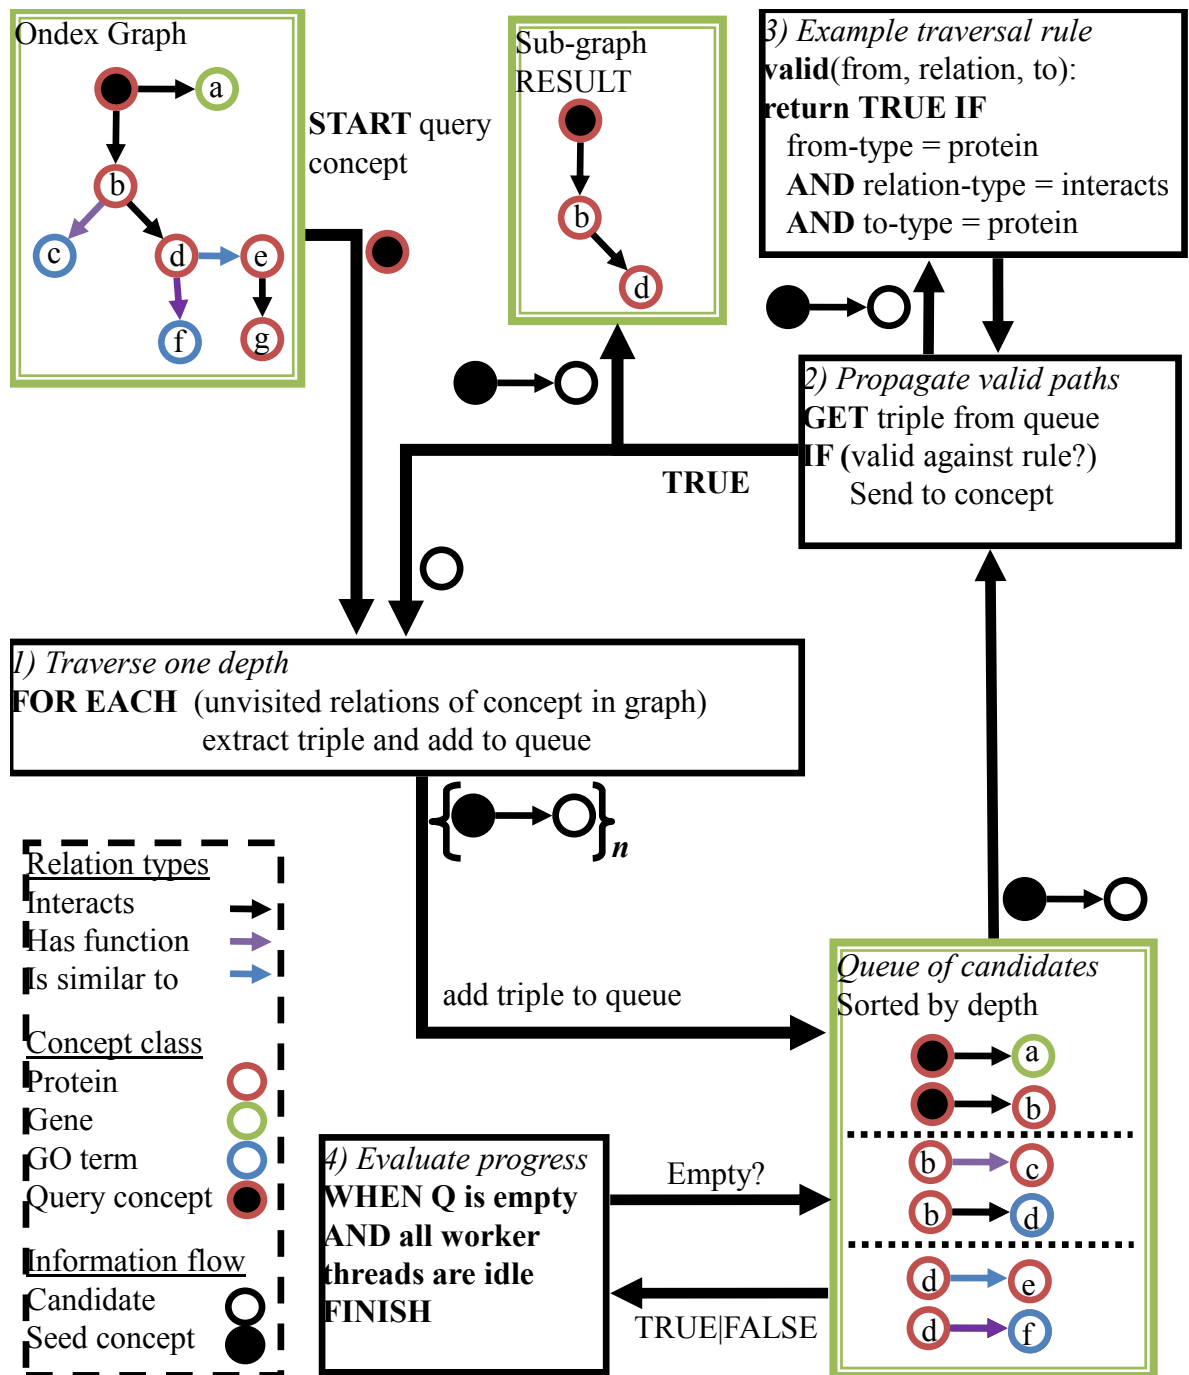 Ondex Graph
a
b
c
d
e
f
g
START query
concept
Sub-graph
RESULT
b
d
3) Example traversal rule
valid(from, relation, to):
return TRUE IF
from-type = protein
AND relation-type = interacts
AND to-type = protein
2) Propagate valid paths
GET triple from queue
IF (valid against rule?)
Send to concept
TRUE
1) Traverse one depth
FOR EACH (unvisited relations of concept in graph)
extract triple and add to queue
n
add triple to queue
Relation types
Interacts
Has function
Is similar to
Concept class
Protein
Gene
GO term
Query concept
Information flow
Candidate
Seed concept
4) Evaluate progress
WHEN Q is empty
AND all worker
threads are idle
FINISH
Empty?
TRUE|FALSE
Queue of candidates
Sorted by depth
a
b
b c
b d
d e
d f